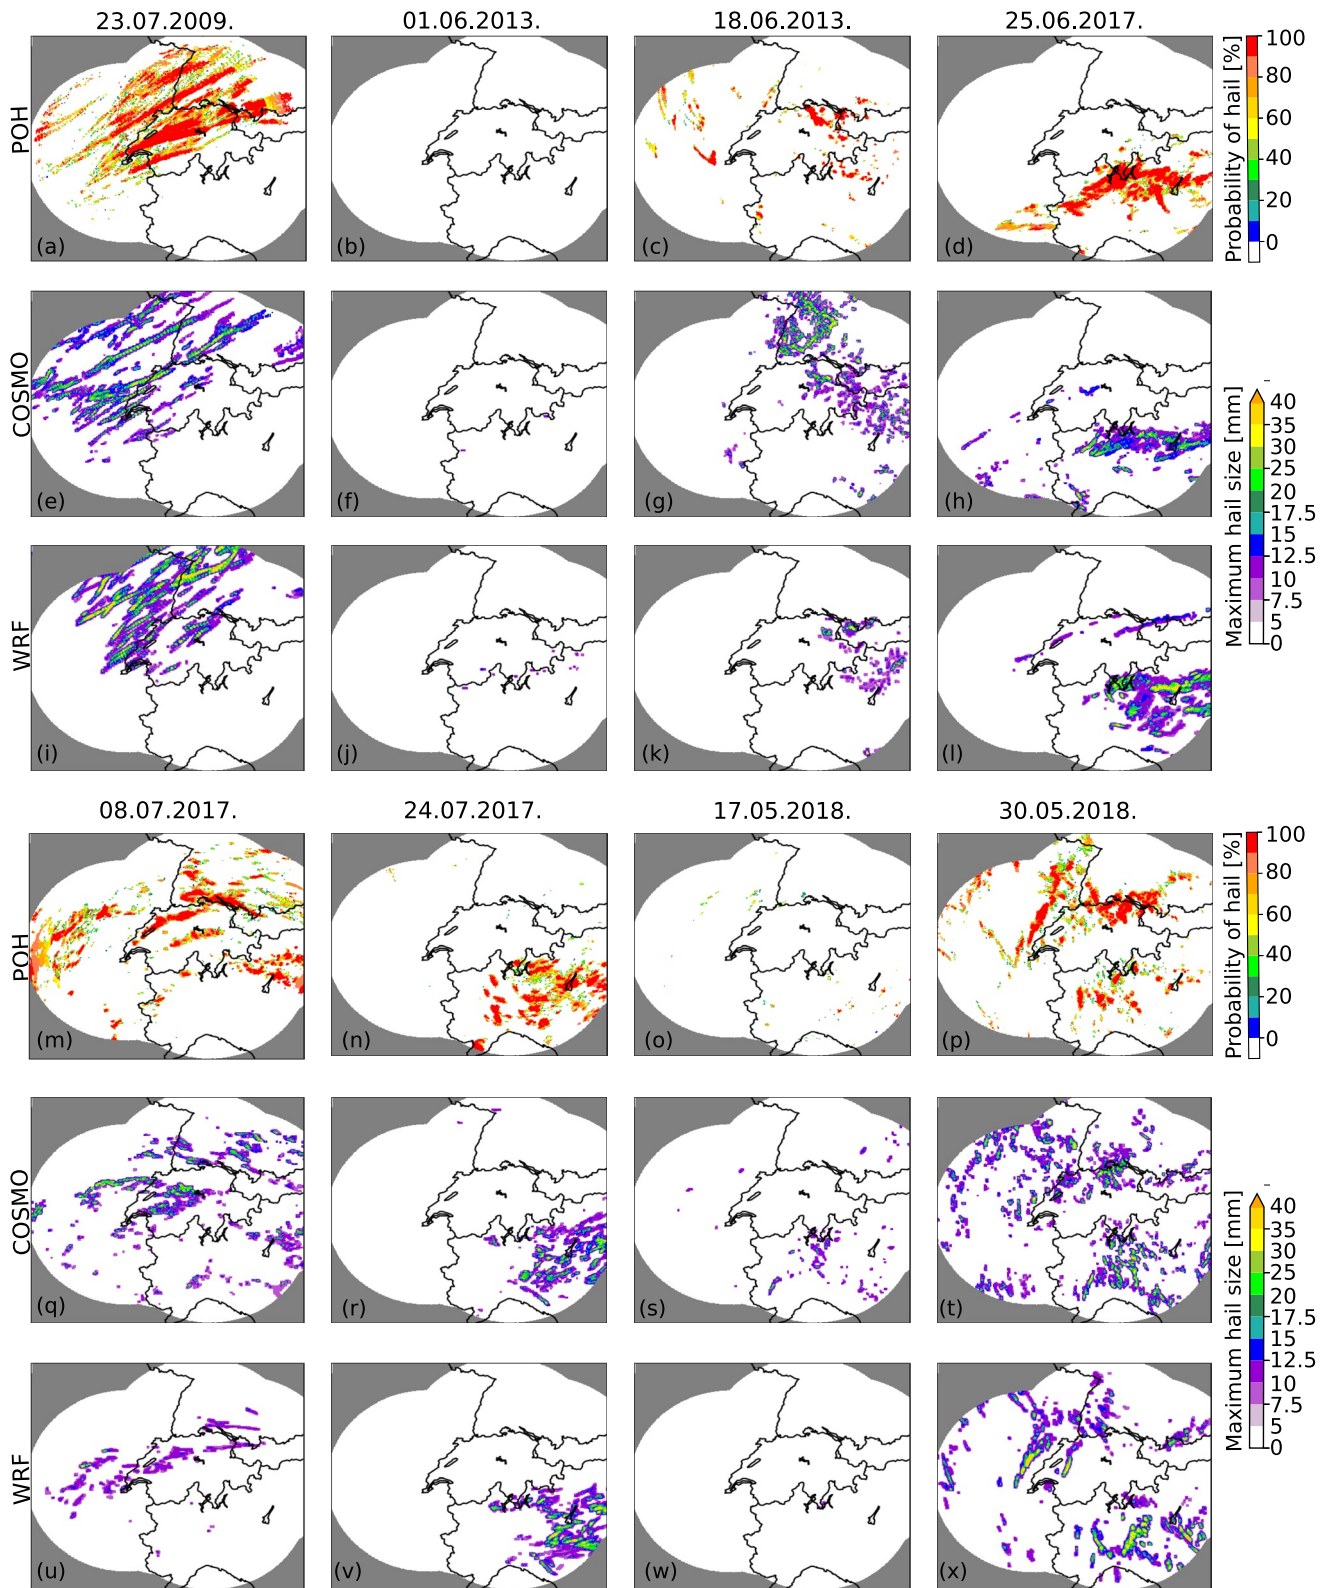 23.07.2009. 01.06.2013. 18.06.2013. 25.06.2017.
POH
(a) (b) (c) (d)
Probability of hail [%]
100
80
60
40
20
0
COSMO
(e) (f) (g) (h)
WRF
(i) (j) (k) (l)
Maximum hail size [mm]
40
35
30
25
20
17.5
15
12.5
10
7.5
5
0
08.07.2017. 24.07.2017. 17.05.2018. 30.05.2018.
POH
(m) (n) (o) (p)
Probability of hail [%]
100
80
60
40
20
0
COSMO
(q) (r) (s) (t)
WRF
(u) (v) (w) (x)
Maximum hail size [mm]
40
35
30
25
20
17.5
15
12.5
10
7.5
5
0